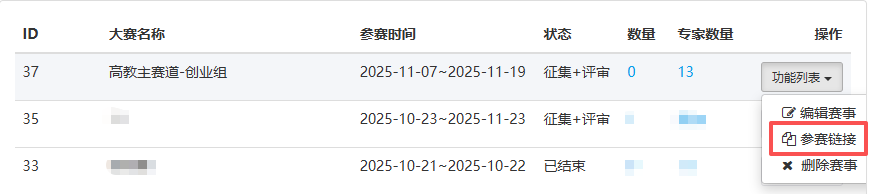 ID 大赛名称 参赛时间 状态 数量 专家数量 操作
37 高教主赛道-创业组 2025-11-07~2025-11-19 征集+评审 0 13 功能列表
35 2025-10-23~2025-11-23 征集+评审
编辑赛事
参赛链接
33 2025-10-21~2025-10-22 已结束
删除赛事